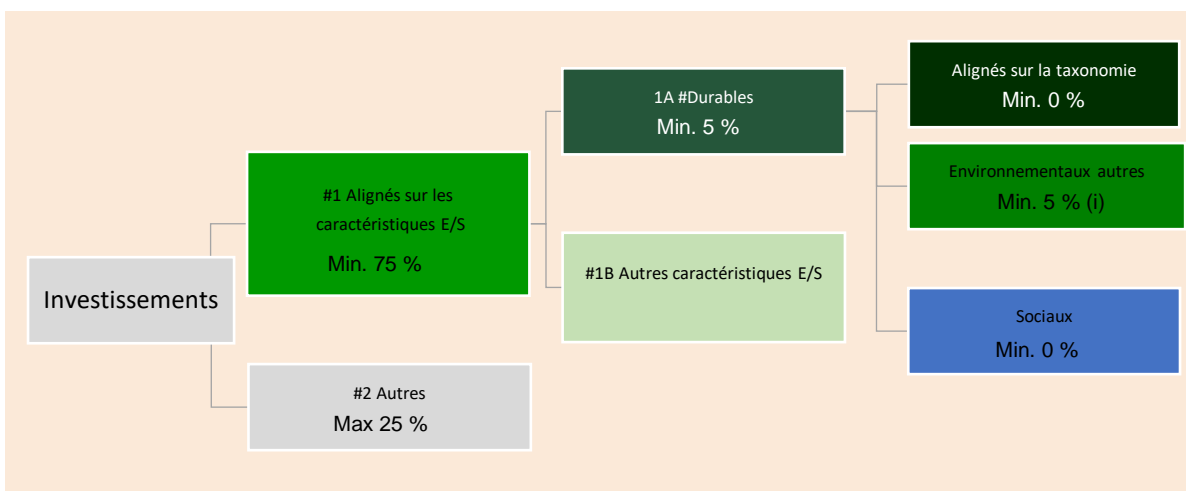 Investissements
#1 Alignés sur les
caractéristiques E/S
Min. 75 %
#2 Autres
Max 25 %
1A #Durables
Min. 5 %
#1B Autres caractéristiques E/S
Alignés sur la taxonomie
Min. 0 %
Environnementaux autres
Min. 5 % (i)
Sociaux
Min. 0 %